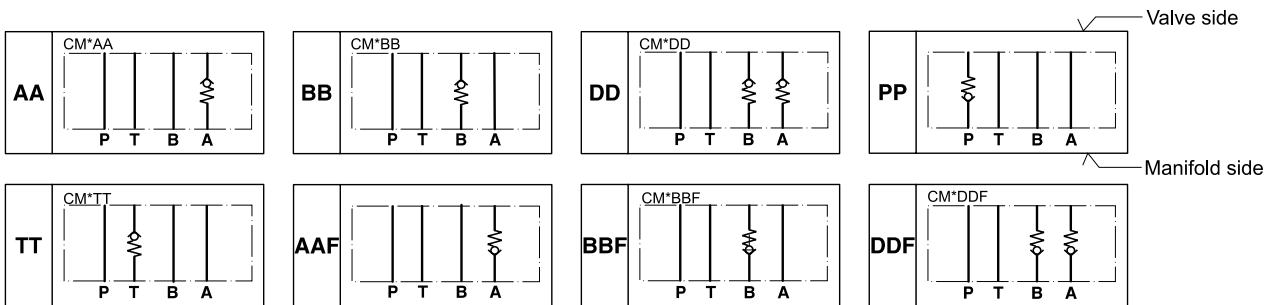 Valve side
AA
CM*AA
P T B A
BB
CM*BB
P T B A
DD
CM*DD
P T B A
PP
P T B A
Manifold side
TT
CM*TT
P T B A
AAF
P T B A
BBF
CM*BBF
P T B A
DDF
CM*DDF
P T B A